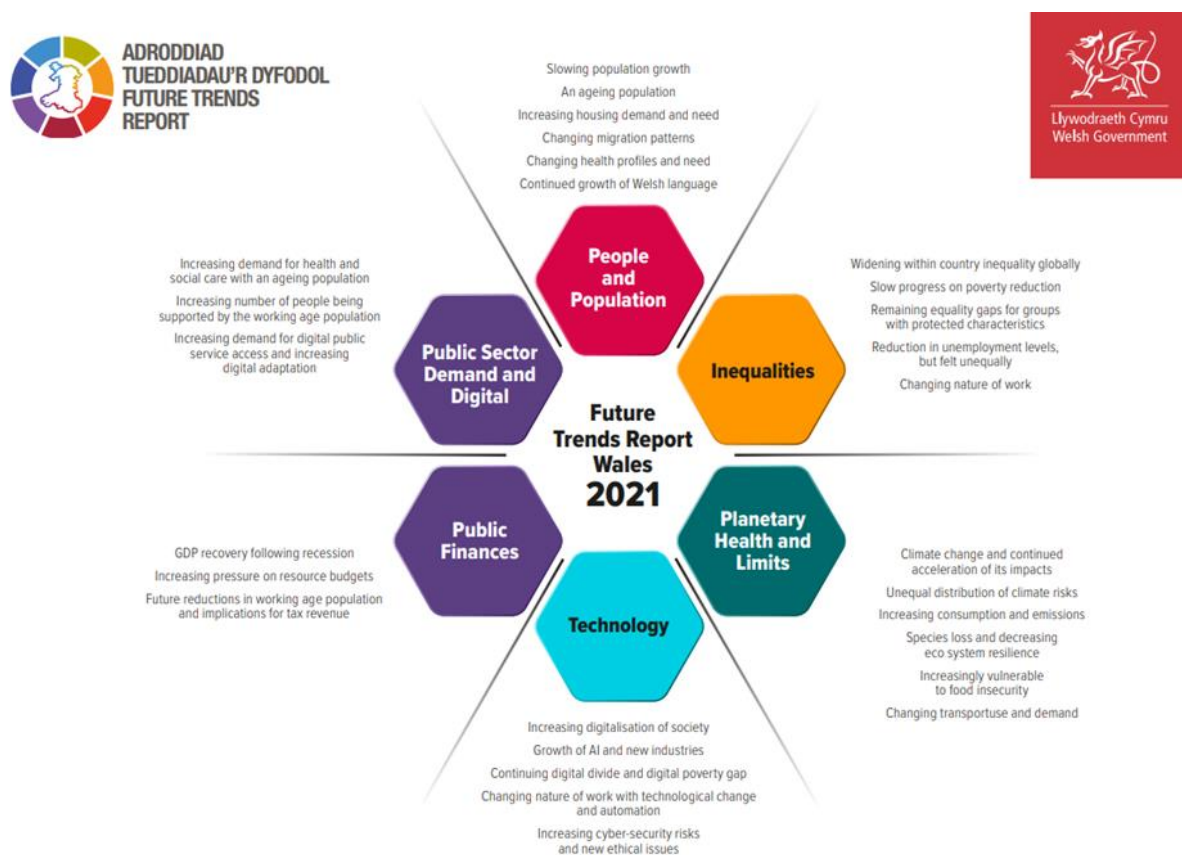 ADRODDIAD
TUEDDIADAU'R DYFODOL
FUTURE TRENDS
REPORT
Llywodraeth Cymru
Welsh Government
Slowing population growth
An ageing population
Increasing housing demand and need
Changing migration patterns
Changing health profiles and need
Continued growth of Welsh language
People
and
Population
Widening within country inequality globally
Slow progress on poverty reduction
Remaining equality gaps for groups
with protected characteristics
Reduction in unemployment levels,
but felt unequally
Changing nature of work
Inequalities
Increasing demand for health and
social care with an ageing population
Increasing number of people being
supported by the working age population
Increasing demand for digital public
service access and increasing
digital adaptation
Public Sector
Demand and
Digital
Future
Trends Report
Wales
2021
Planetary
Health and
Limits
Climate change and continued
acceleration of its impacts
Unequal distribution of climate risks
Increasing consumption and emissions
Species loss and decreasing
eco system resilience
Increasingly vulnerable
to food insecurity
Changing transportuse and demand
Public
Finances
GDP recovery following recession
Increasing pressure on resource budgets
Future reductions in working age population
and implications for tax revenue
Technology
Increasing digitalisation of society
Growth of AI and new industries
Continuing digital divide and digital poverty gap
Changing nature of work with technological change
and automation
Increasing cyber-security risks
and new ethical issues